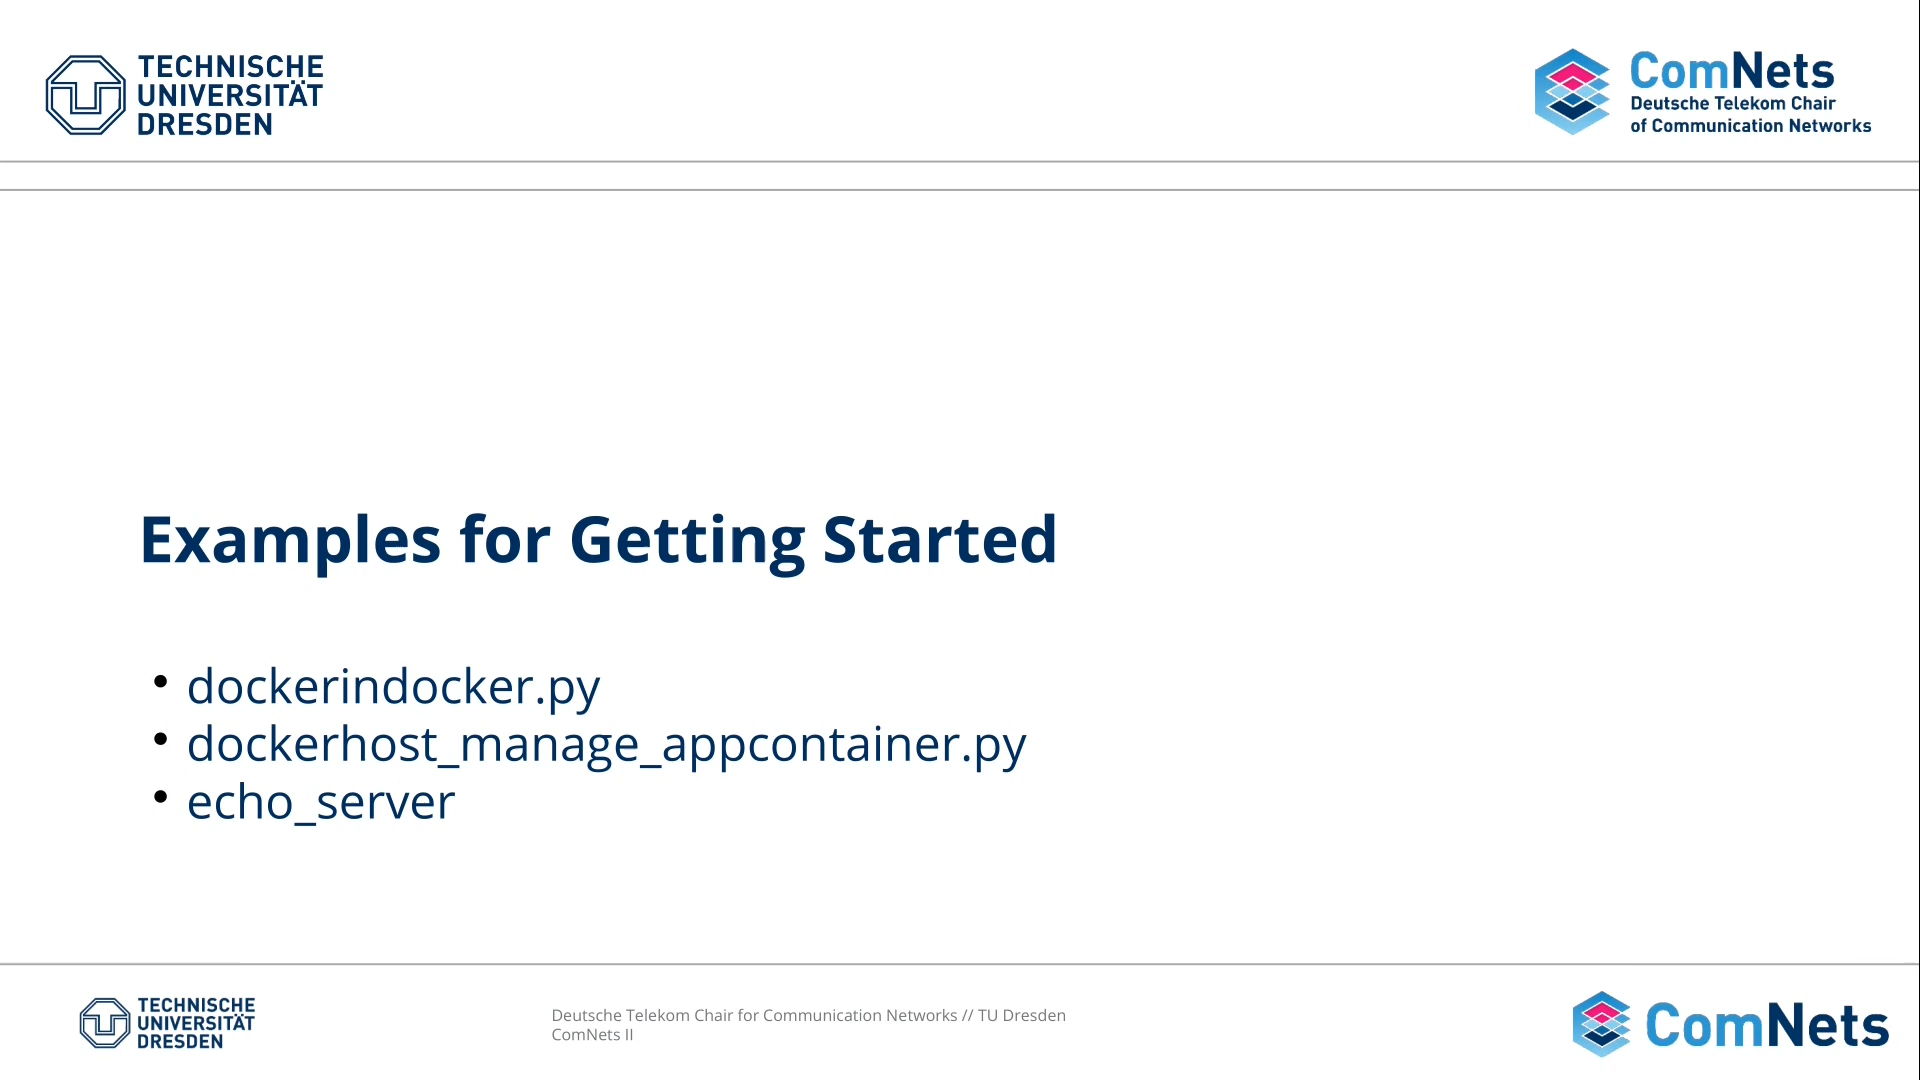 TECHNISCHE
UNIVERSITÄT
DRESDEN
ComNets
Deutsche Telekom Chair
of Communication Networks
Examples for Getting Started
• dockerindocker.py
• dockerhost_manage_appcontainer.py
• echo_server
TECHNISCHE
UNIVERSITÄT
DRESDEN
Deutsche Telekom Chair for Communication Networks // TU Dresden
ComNets II
ComNets